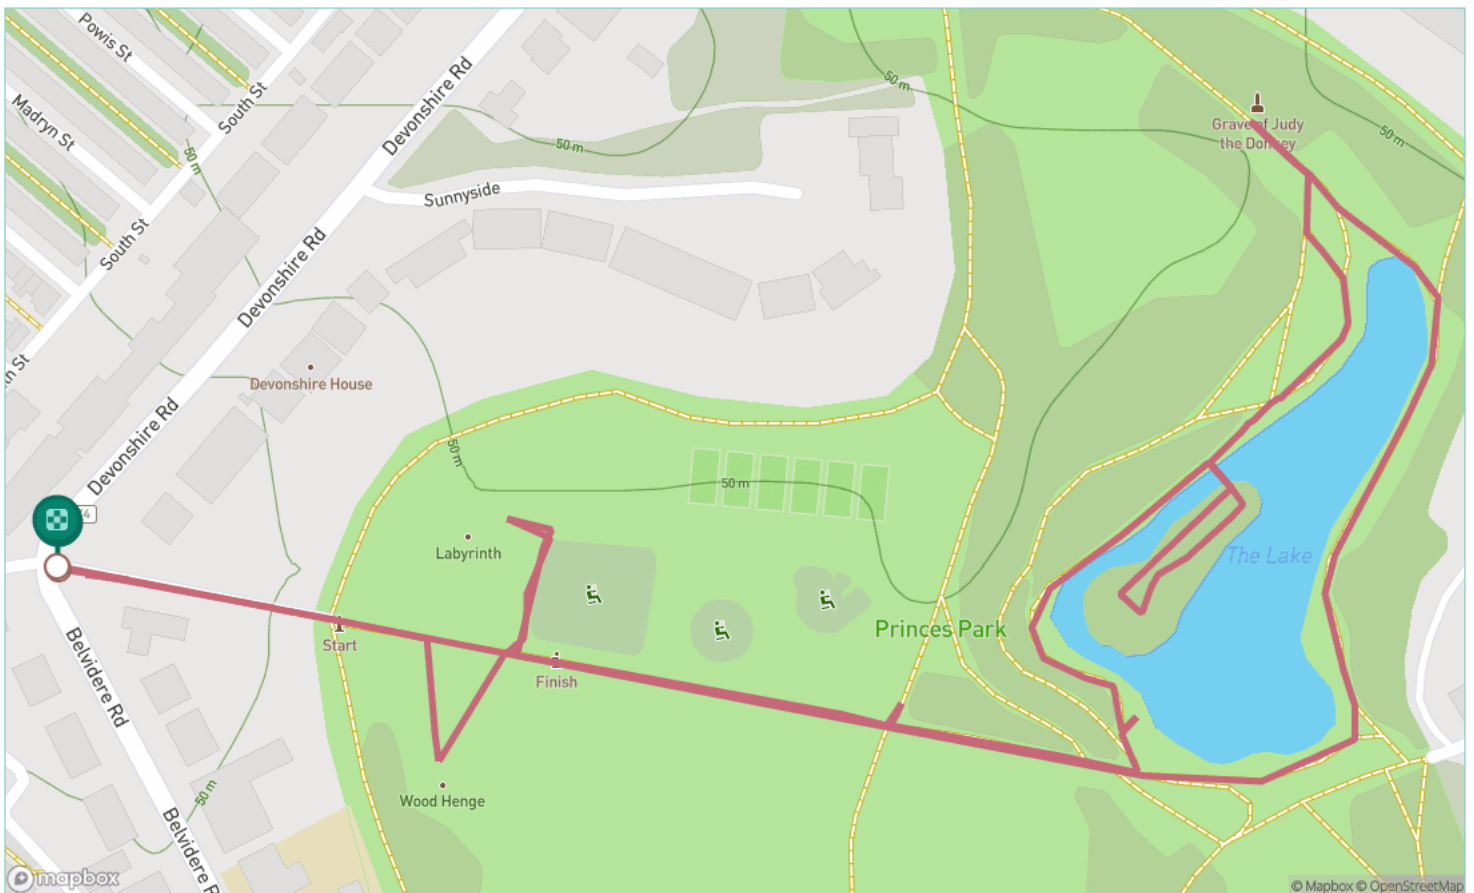 Powis St
Madryn St
South St
Devonshire Rd
50 m
50 m
50 m
Grave of Judy
the Donkey
50 m
50 m
Sunnyside
South St
Devonshire Rd
Devonshire House
Devonshire Rd
50 m
50 m
Labyrinth
The Lake
Princes Park
Start
Finish
Belvidere Rd
Wood Henge
50 m
Belvidere R
mapbox
© Mapbox © OpenStreetMap